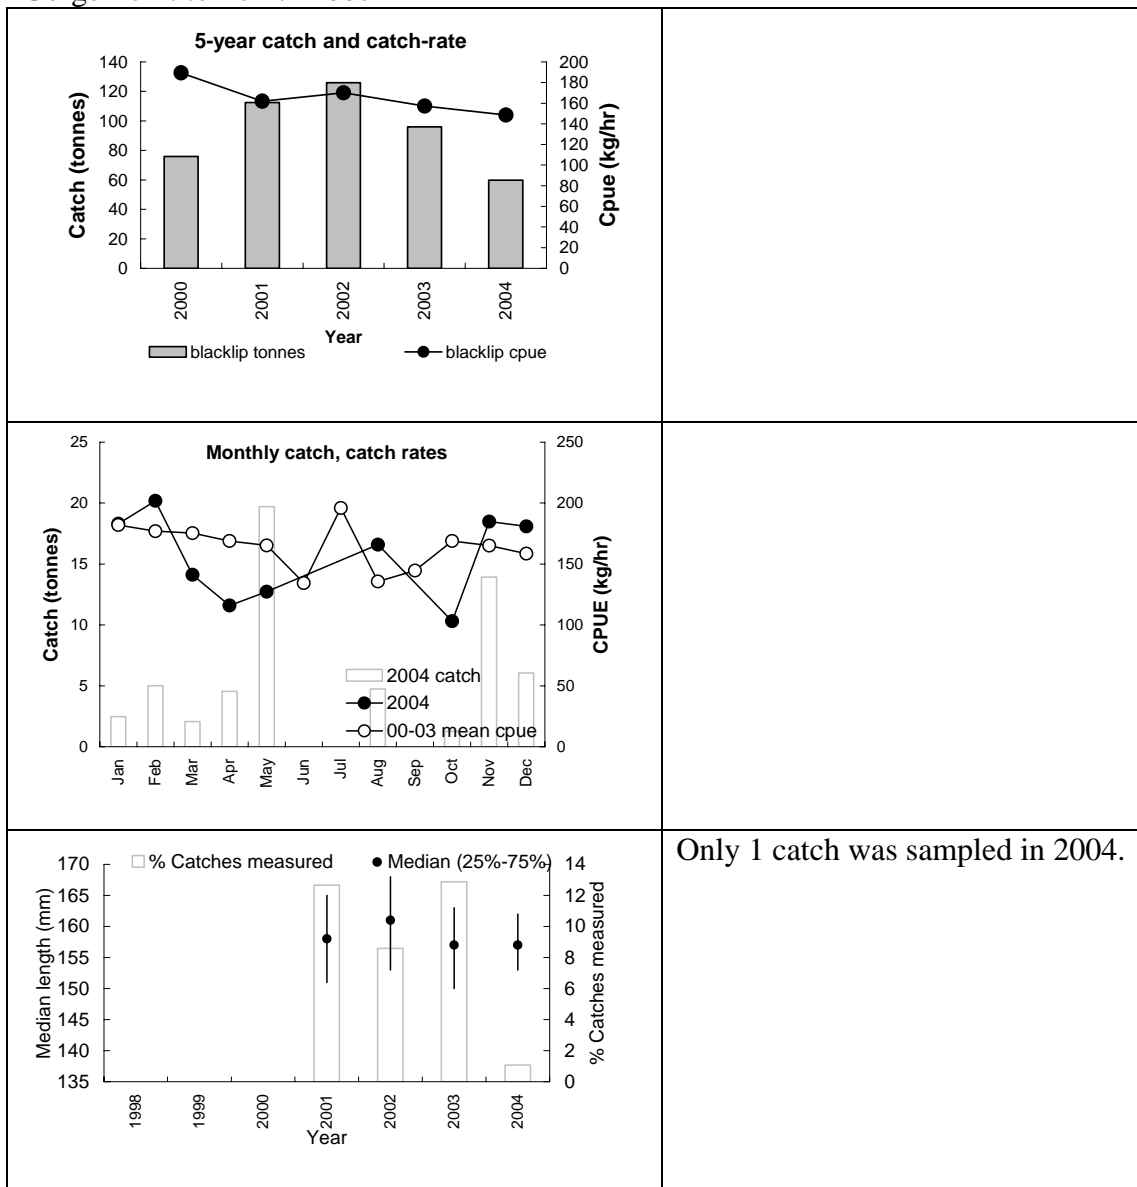 5-year catch and catch-rate
Catch (tonnes)
140
120
100
80
60
40
20
0
200
180
160
140
120
100
80
60
40
20
0
Cpue (kg/hr)
2000
2001
2002
2003
2004
Year
blacklip tonnes
blacklip cpue
Monthly catch, catch rates
Catch (tonnes)
25
20
15
10
5
0
250
200
150
100
50
0
CPUE (kg/hr)
2004 catch
2004
00-03 mean cpue
Jan
Feb
Mar
Apr
May
Jun
Jul
Aug
Sep
Oct
Nov
Dec
% Catches measured
Median (25%-75%)
Median length (mm)
170
165
160
155
150
145
140
135
14
12
10
8
6
4
2
0
% Catches measured
1998
1999
2000
2001
2002
2003
2004
Year
Only 1 catch was sampled in 2004.